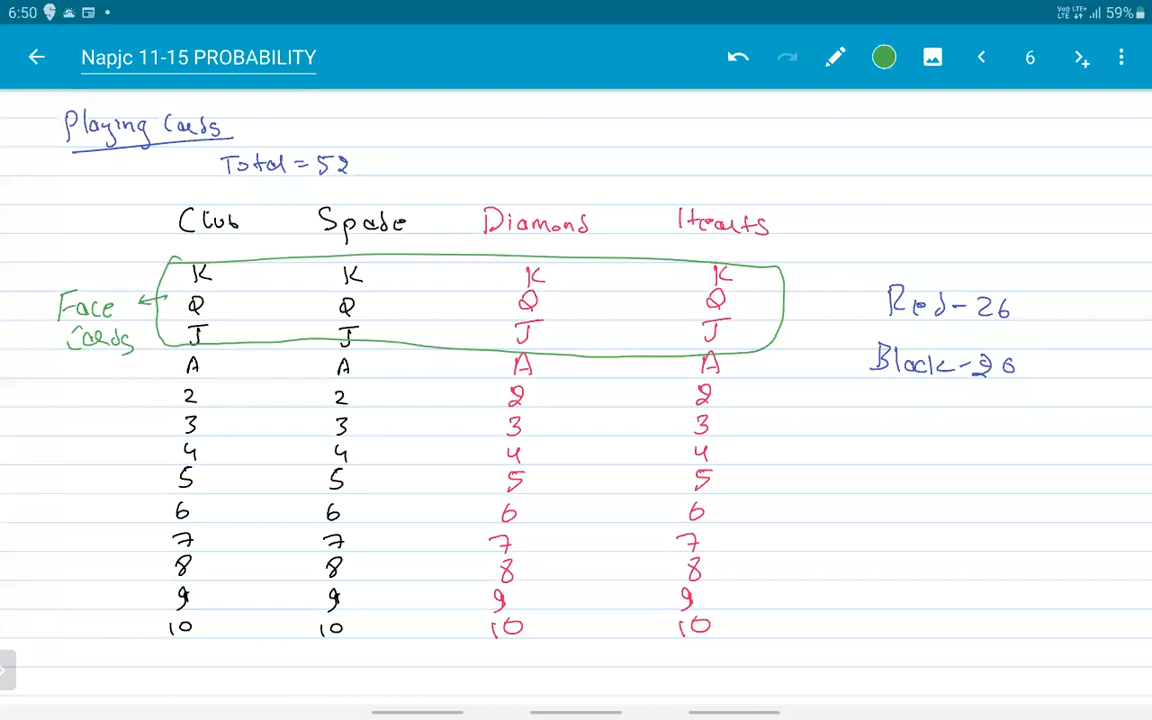 6:50 VoLTE LTE+ 59%
Napjc 11-15 PROBABILITY 6
Playing Cards
Total = 52
Club Spade Diamond Hearts
K K K K
Q Q Q Q
J J J J
Face Cards
A A A A
2 2 2 2
3 3 3 3
4 4 4 4
5 5 5 5
6 6 6 6
7 7 7 7
8 8 8 8
9 9 9 9
10 10 10 10
Red - 26
Black - 26